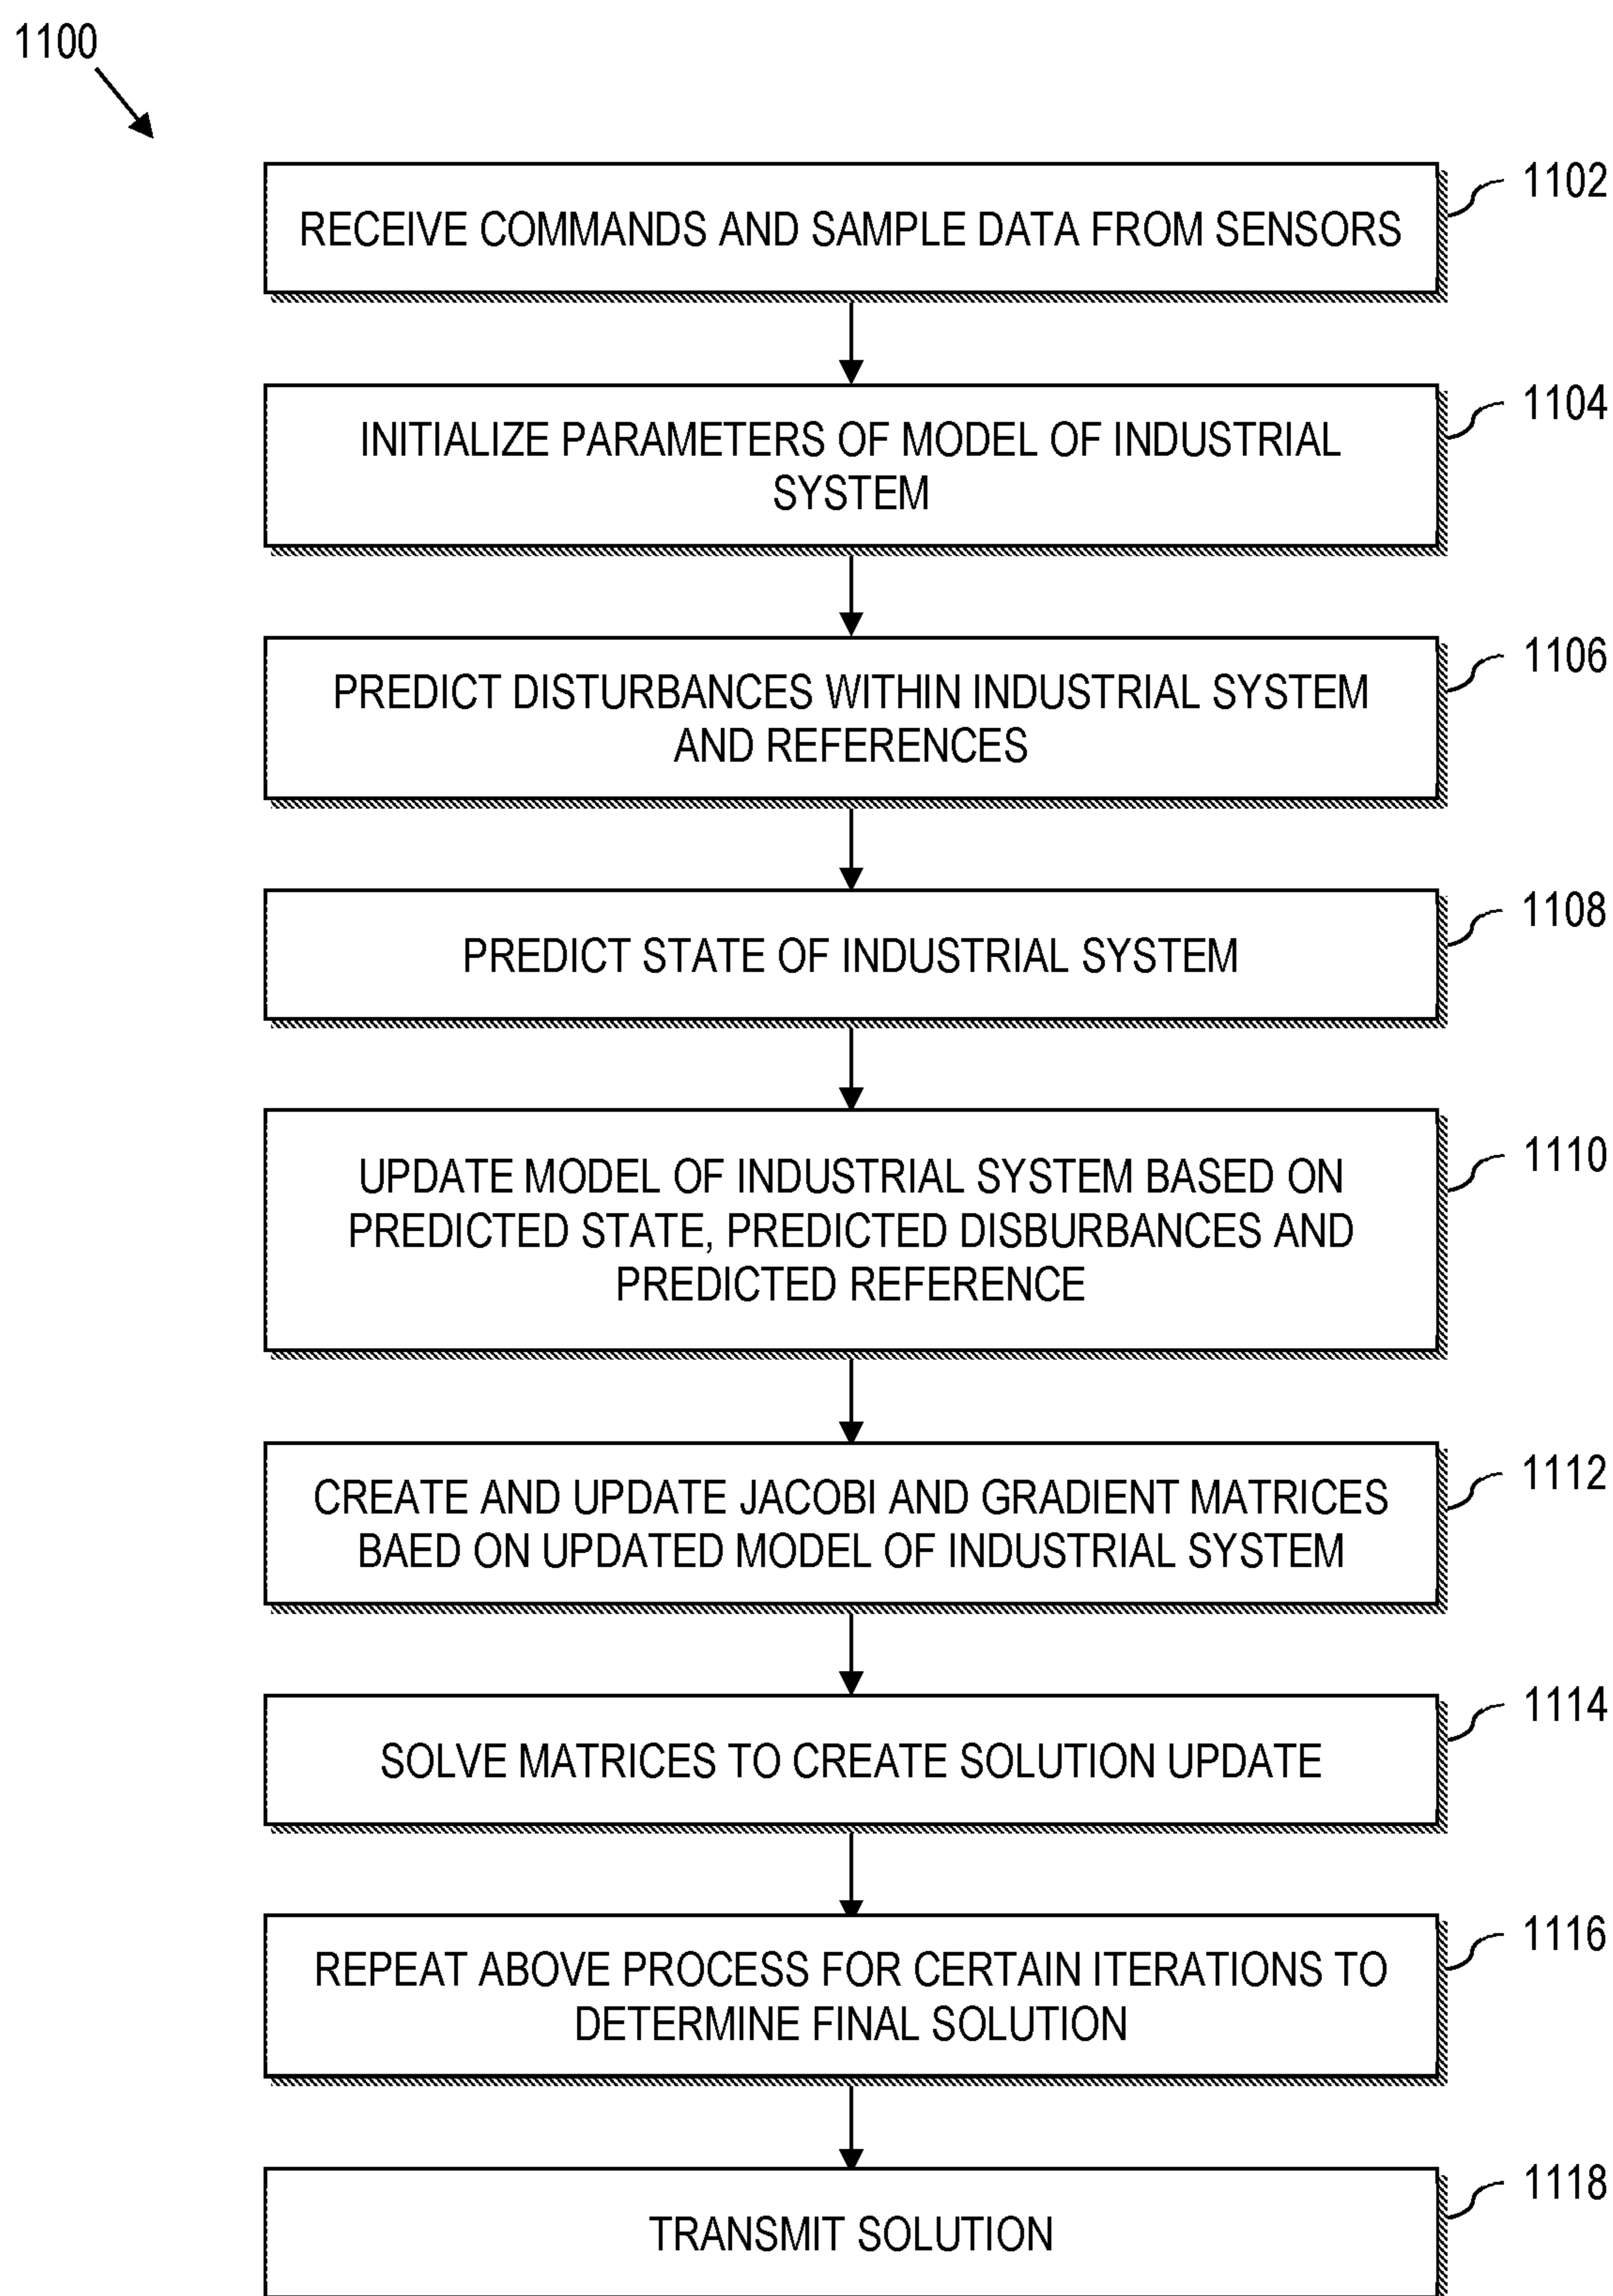 1100
1102
RECEIVE COMMANDS AND SAMPLE DATA FROM SENSORS
1104
INITIALIZE PARAMETERS OF MODEL OF INDUSTRIAL
SYSTEM
1106
PREDICT DISTURBANCES WITHIN INDUSTRIAL SYSTEM
AND REFERENCES
1108
PREDICT STATE OF INDUSTRIAL SYSTEM
1110
UPDATE MODEL OF INDUSTRIAL SYSTEM BASED ON
PREDICTED STATE, PREDICTED DISBURBANCES AND
PREDICTED REFERENCE
1112
CREATE AND UPDATE JACOBI AND GRADIENT MATRICES
BAED ON UPDATED MODEL OF INDUSTRIAL SYSTEM
1114
SOLVE MATRICES TO CREATE SOLUTION UPDATE
1116
REPEAT ABOVE PROCESS FOR CERTAIN ITERATIONS TO
DETERMINE FINAL SOLUTION
1118
TRANSMIT SOLUTION